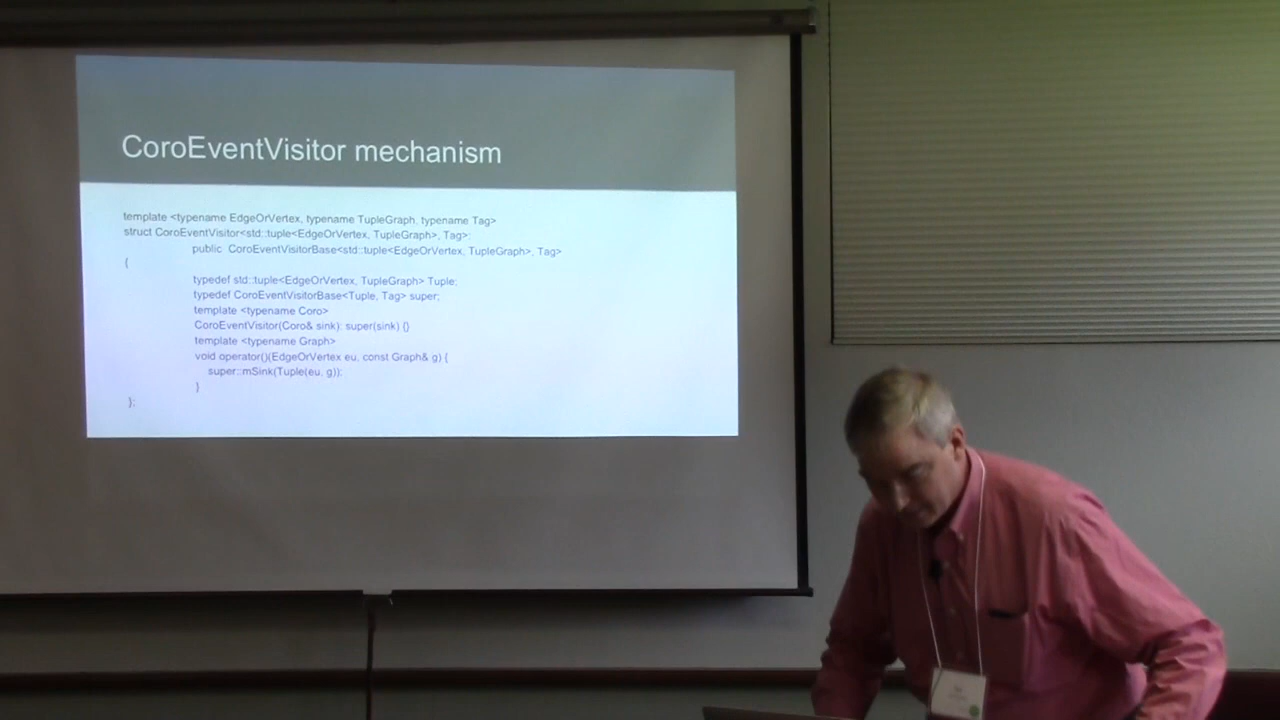 CoroEventVisitor mechanism
template <typename EdgeOrVertex, typename TupleGraph, typename Tag>
struct CoroEventVisitor<std::tuple<EdgeOrVertex, TupleGraph>, Tag>:
public CoroEventVisitorBase<std::tuple<EdgeOrVertex, TupleGraph>, Tag>
{
typedef std::tuple<EdgeOrVertex, TupleGraph> Tuple;
typedef CoroEventVisitorBase<Tuple, Tag> super;
template <typename Coro>
CoroEventVisitor(Coro& sink): super(sink) {}
template <typename Graph>
void operator()(EdgeOrVertex eu, const Graph& g) {
super::mSink(Tuple(eu, g));
}
};